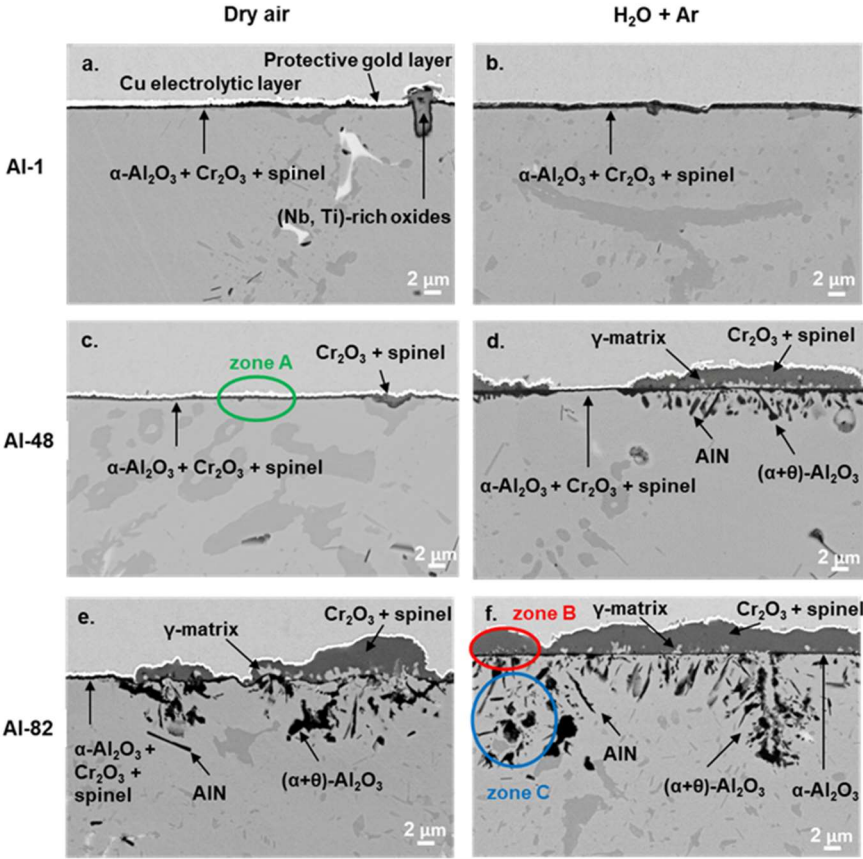 Dry air
H₂O + Ar
Al-1
a.
Protective gold layer
Cu electrolytic layer
α-Al₂O₃ + Cr₂O₃ + spinel
(Nb, Ti)-rich oxides
2 μm
b.
α-Al₂O₃ + Cr₂O₃ + spinel
2 μm
Al-48
c.
zone A
Cr₂O₃ + spinel
α-Al₂O₃ + Cr₂O₃ + spinel
2 μm
d.
γ-matrix
Cr₂O₃ + spinel
AlN
(α+θ)-Al₂O₃
α-Al₂O₃ + Cr₂O₃ + spinel
2 μm
Al-82
e.
γ-matrix
Cr₂O₃ + spinel
α-Al₂O₃ +
Cr₂O₃ +
spinel
AlN
(α+θ)-Al₂O₃
2 μm
f.
zone B
γ-matrix
Cr₂O₃ + spinel
zone C
AlN
(α+θ)-Al₂O₃
α-Al₂O₃
2 μm